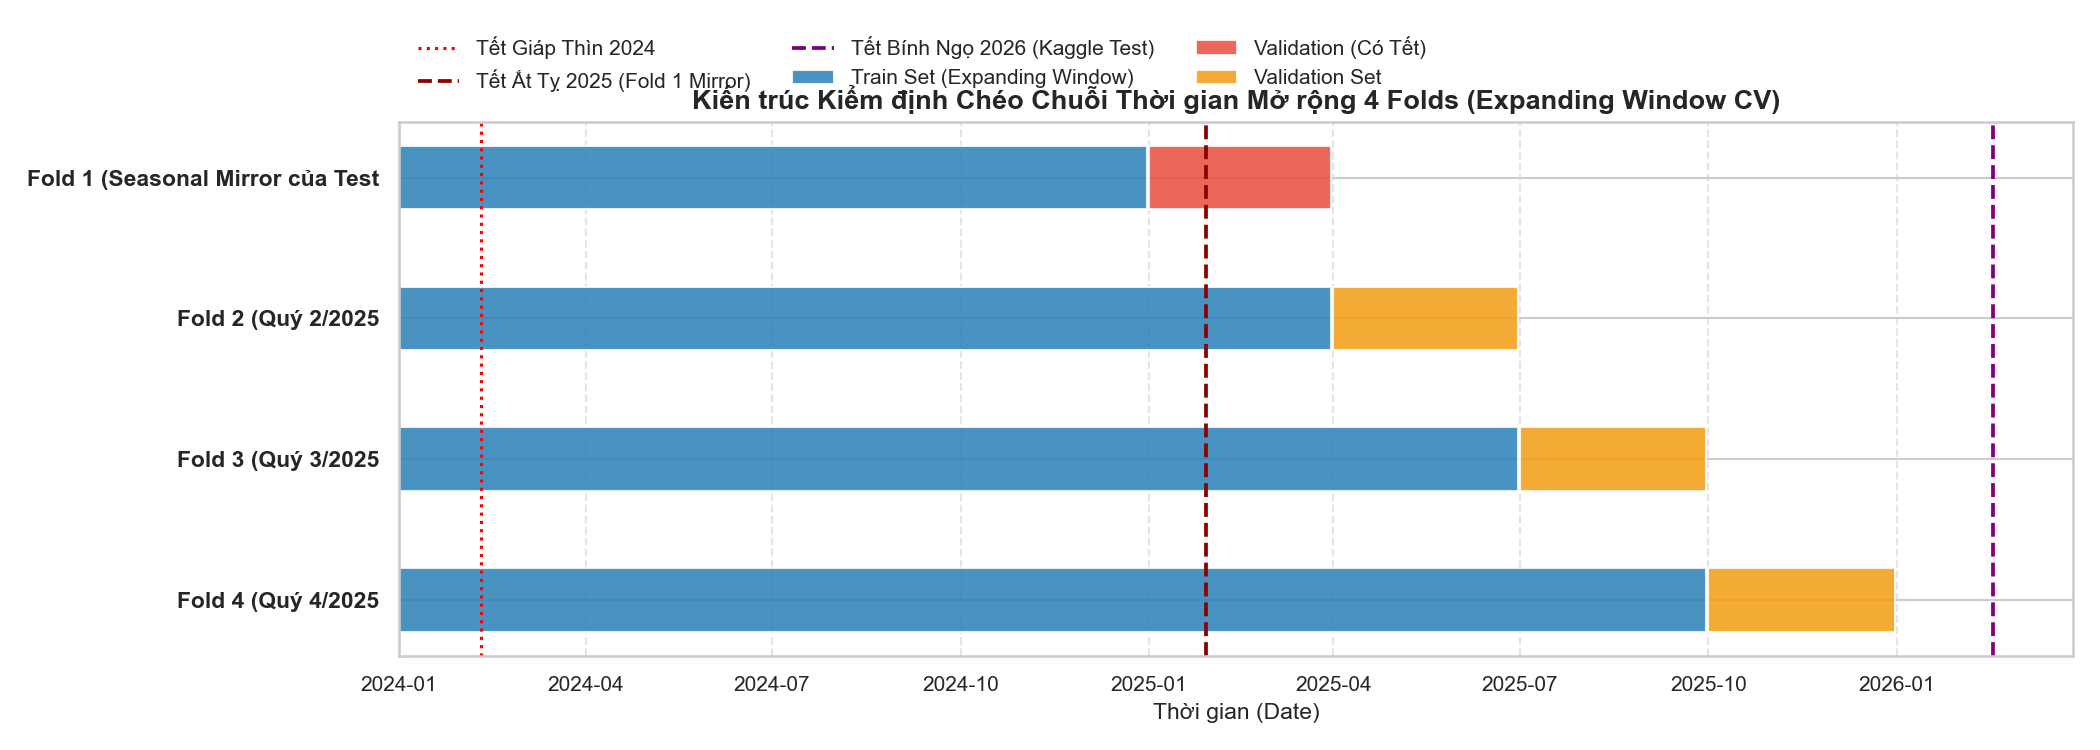 Tết Giáp Thìn 2024
Tết Ất Tỵ 2025 (Fold 1 Mirror)
Tết Bính Ngọ 2026 (Kaggle Test)
Train Set (Expanding Window)
Validation (Có Tết)
Validation Set
Kiến trúc Kiểm định Chéo Chuỗi Thời gian Mở rộng 4 Folds (Expanding Window CV)
Fold 1 (Seasonal Mirror của Test
Fold 2 (Quý 2/2025
Fold 3 (Quý 3/2025
Fold 4 (Quý 4/2025
2024-01 2024-04 2024-07 2024-10 2025-01 2025-04 2025-07 2025-10 2026-01
Thời gian (Date)